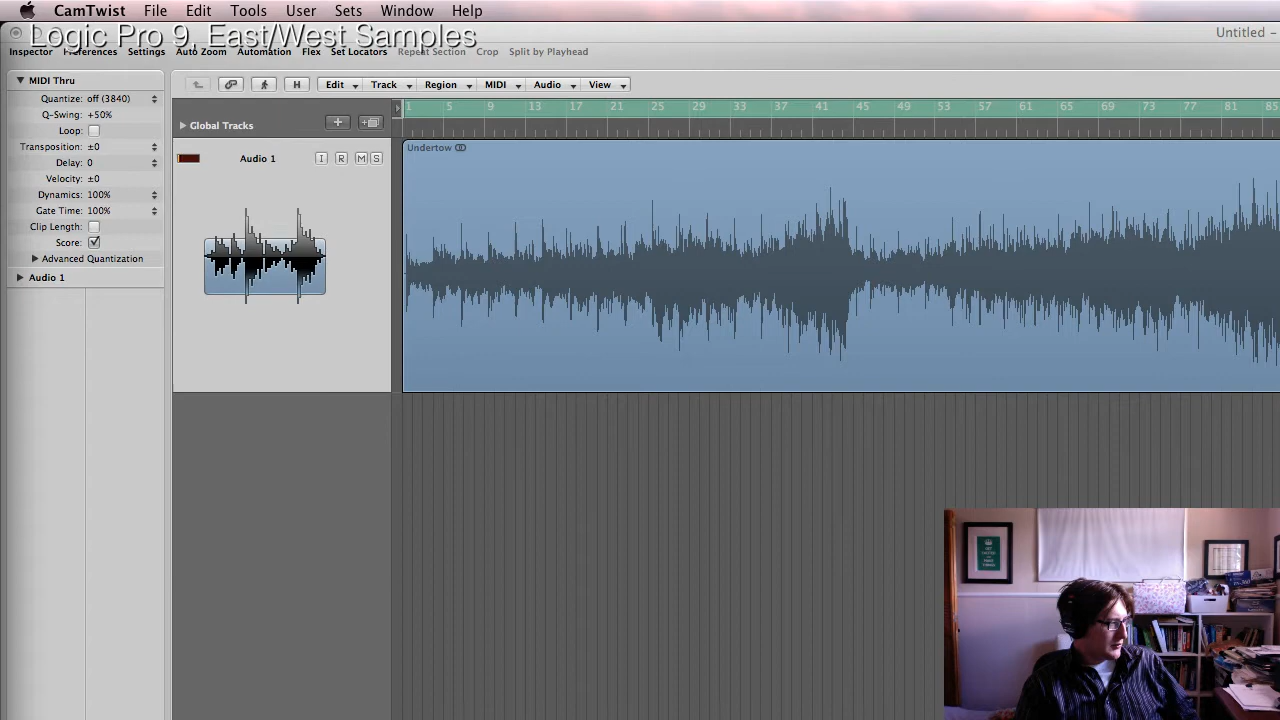 CamTwist File Edit Tools User Sets Window Help
Logic Pro 9, East/West Samples
Untitled –
Inspector Preferences Settings Auto Zoom Automation Flex Set Locators Repeat Section Crop Split by Playhead
MIDI Thru
H Edit Track Region MIDI Audio View
Quantize: off (3840)
Q-Swing: +50%
Loop:
Transposition: ±0
Delay: 0
Velocity: ±0
Dynamics: 100%
Gate Time: 100%
Clip Length:
Score:
Advanced Quantization
Audio 1
Global Tracks
1 5 9 13 17 21 25 29 33 37 41 45 49 53 57 61 65 69 73 77 81 85
Audio 1 I R M S
Undertow